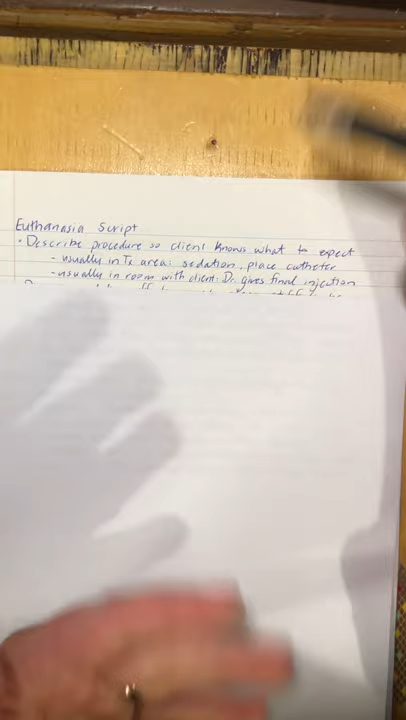 Euthanasia Script
• Describe procedure so client knows what to expect
- usually in Tx area: sedation, place catheter
- usually in room with client: Dr. gives final injection